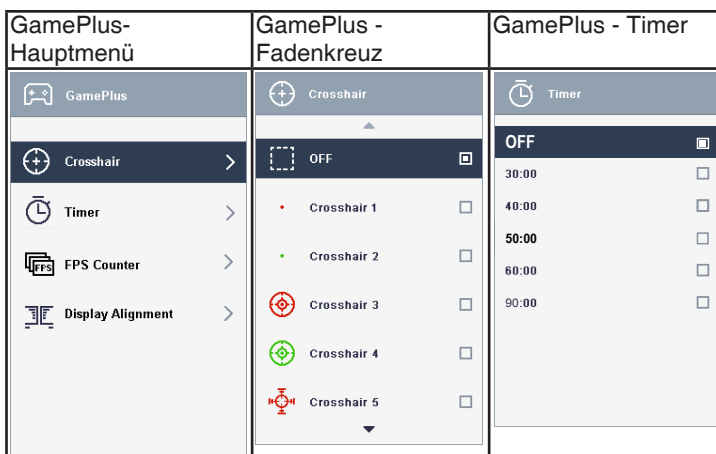 GamePlus-
Hauptmenü
GamePlus
Crosshair
Timer
FPS
FPS Counter
Display Alignment
GamePlus -
Fadenkreuz
Crosshair
OFF
Crosshair 1
Crosshair 2
Crosshair 3
Crosshair 4
Crosshair 5
GamePlus - Timer
Timer
OFF
30:00
40:00
50:00
60:00
90:00